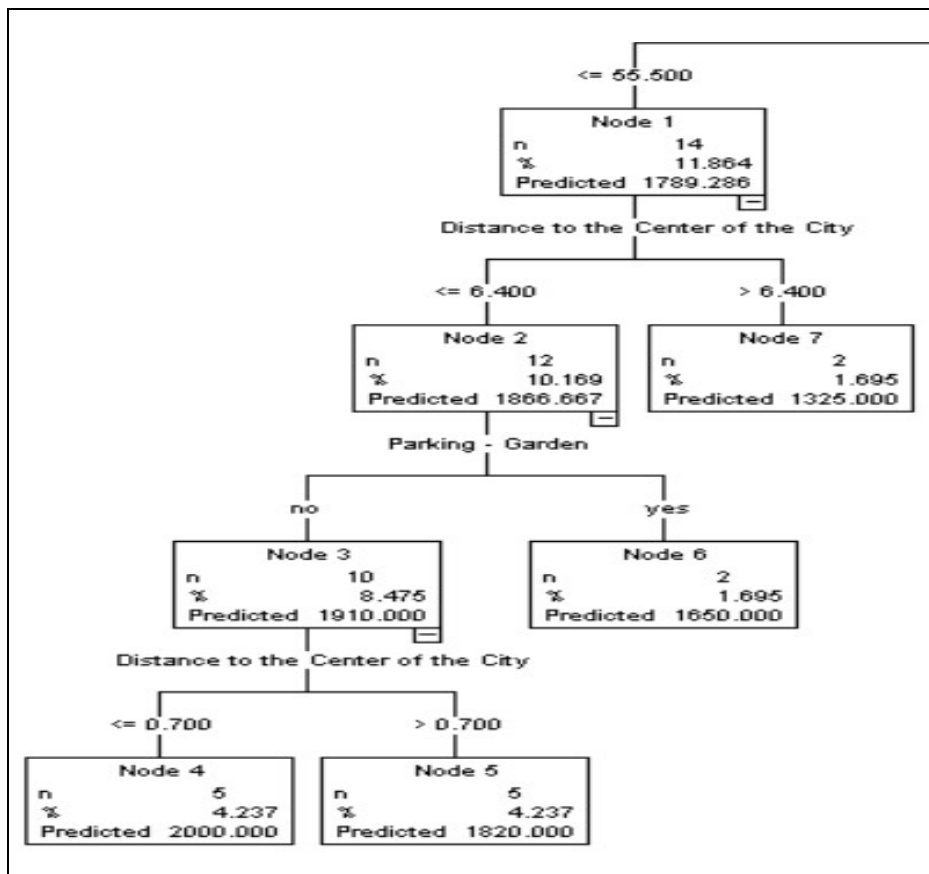 <= 55.500
Node 1
n 14
% 11.864
Predicted 1789.286
Distance to the Center of the City
<= 6.400
> 6.400
Node 2
n 12
% 10.169
Predicted 1866.667
Node 7
n 2
% 1.695
Predicted 1325.000
Parking - Garden
no
yes
Node 3
n 10
% 8.475
Predicted 1910.000
Node 6
n 2
% 1.695
Predicted 1650.000
Distance to the Center of the City
<= 0.700
> 0.700
Node 4
n 5
% 4.237
Predicted 2000.000
Node 5
n 5
% 4.237
Predicted 1820.000